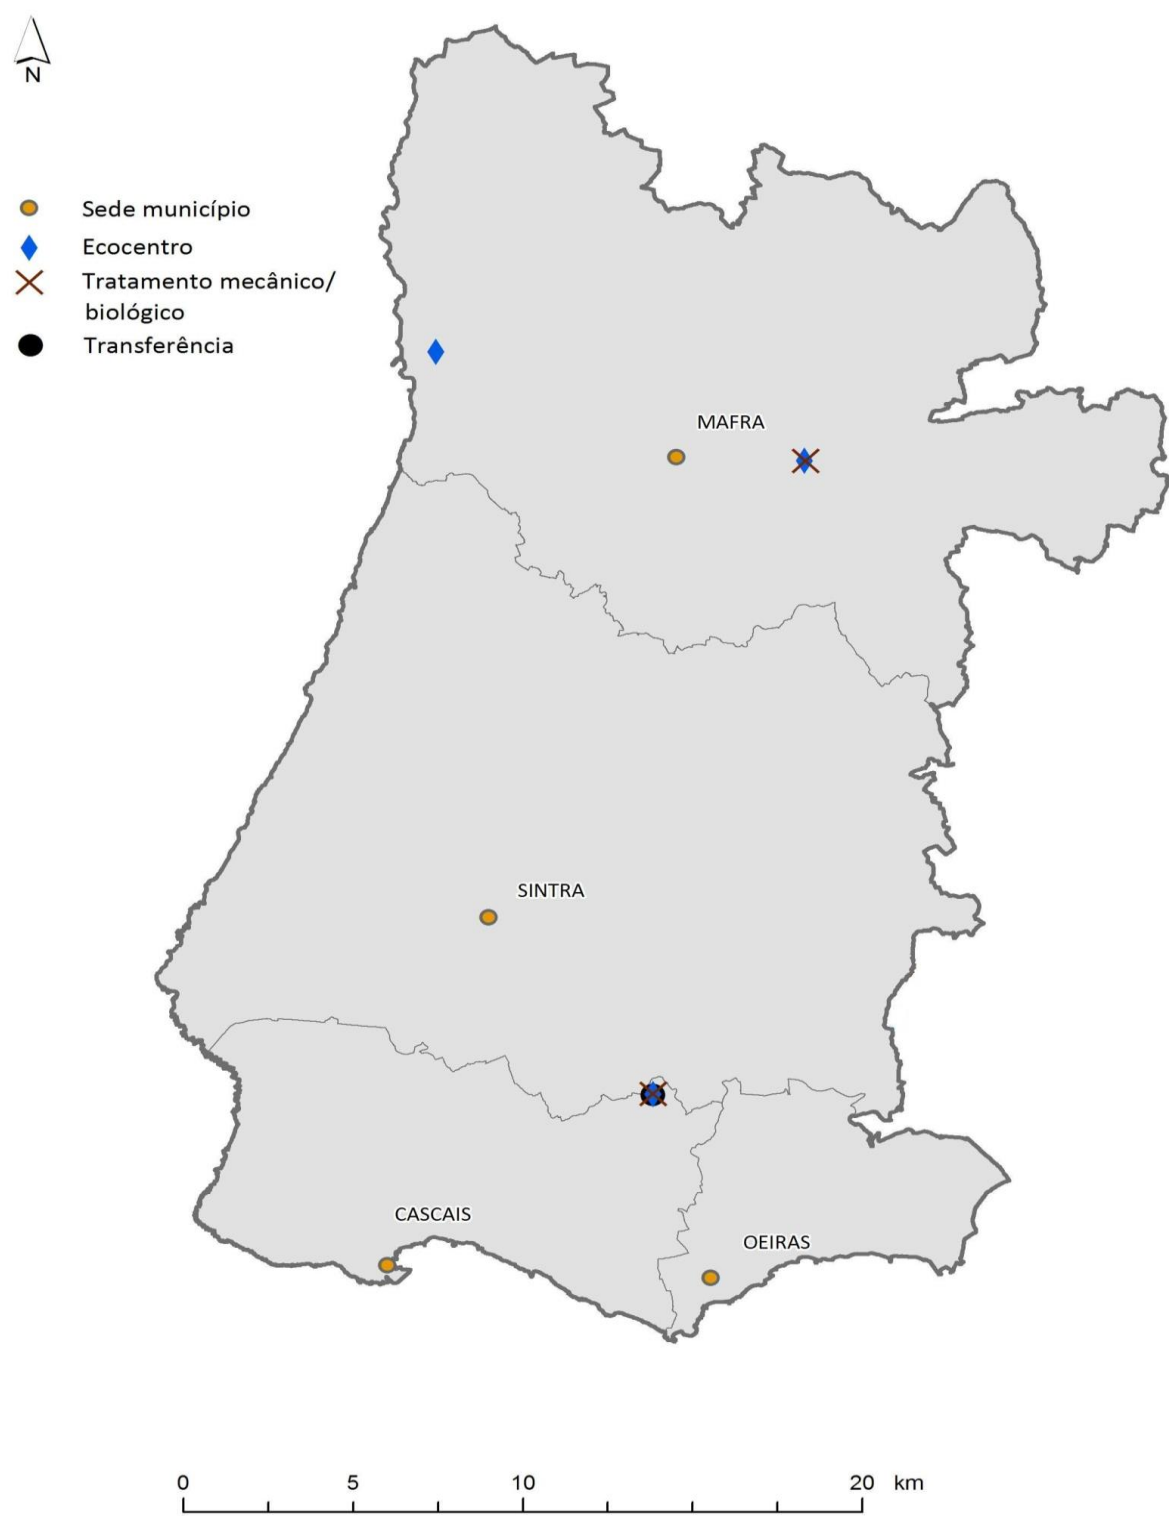 N
Sede município
Ecocentro
Tratamento mecânico/
biológico
Transferência
MAFRA
SINTRA
CASCAIS
OEIRAS
0 5 10 20 km